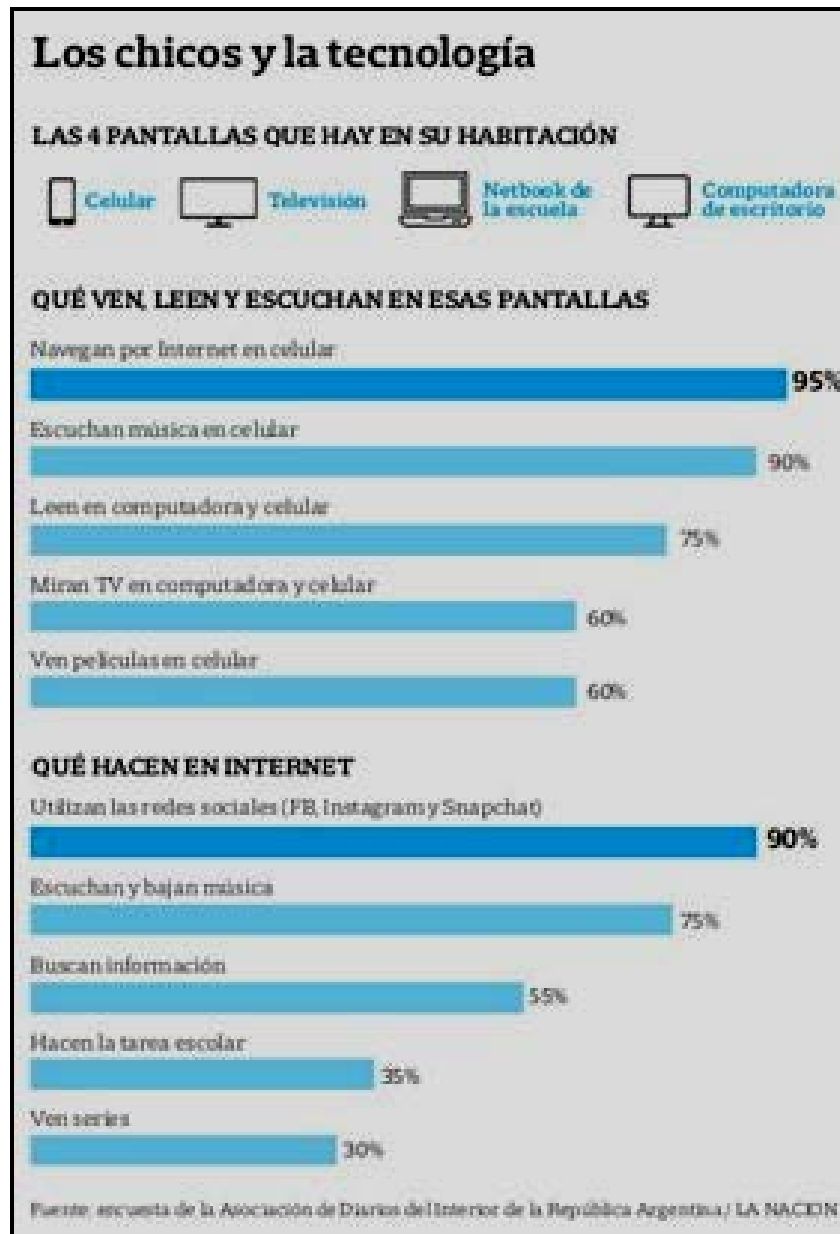 Los chicos y la tecnología
LAS 4 PANTALLAS QUE HAY EN SU HABITACIÓN
Celular
Televisión
Netbook de
la escuela
Computadora
de escritorio
QUÉ VEN, LEEN Y ESCUCHAN EN ESAS PANTALLAS
Navegan por Internet en celular
95%
Escuchan música en celular
90%
Leen en computadora y celular
75%
Miran TV en computadora y celular
60%
Ven películas en celular
60%
QUÉ HACEN EN INTERNET
Utilizan las redes sociales (FB, Instagram y Snapchat)
90%
Escuchan y bajan música
75%
Buscan información
55%
Hacen la tarea escolar
35%
Ven series
30%
Fuente: encuesta de la Asociación de Diarios del Interior de la República Argentina / LA NACION